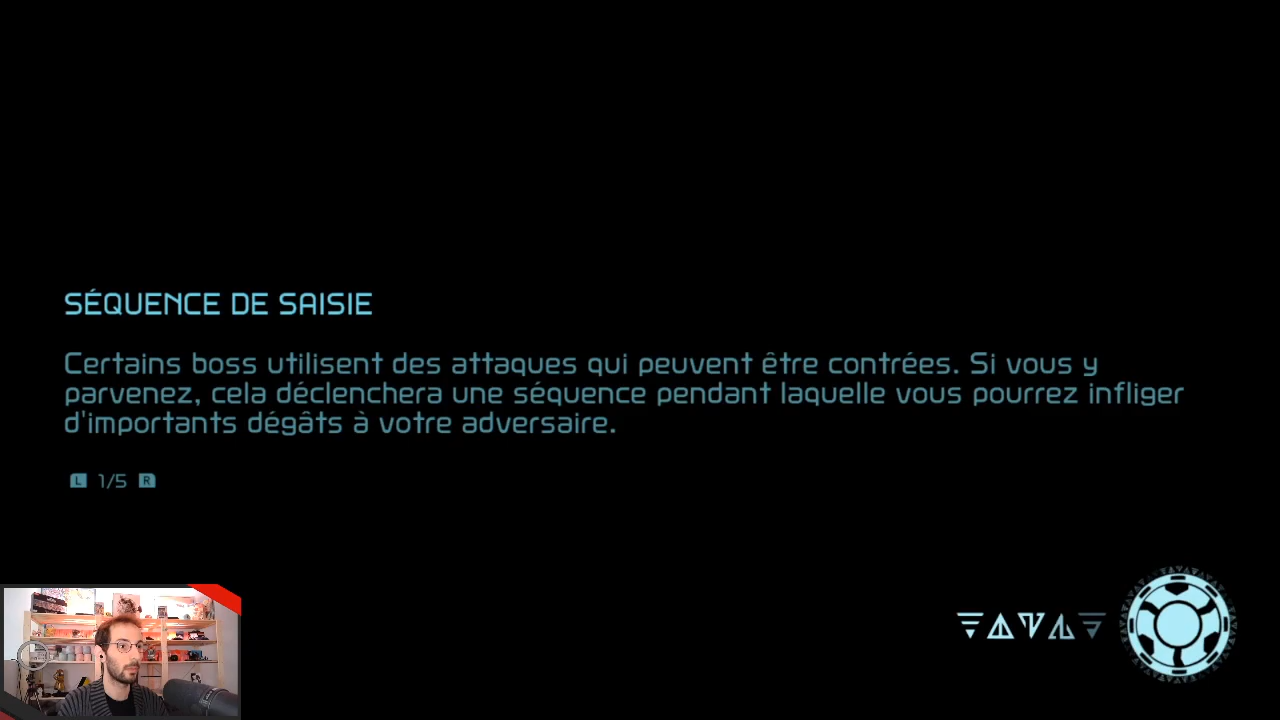 SÉQUENCE DE SAISIE
Certains boss utilisent des attaques qui peuvent être contrées. Si vous y
parvenez, cela déclenchera une séquence pendant laquelle vous pourrez infliger
d'importants dégâts à votre adversaire.
L 1/5 R